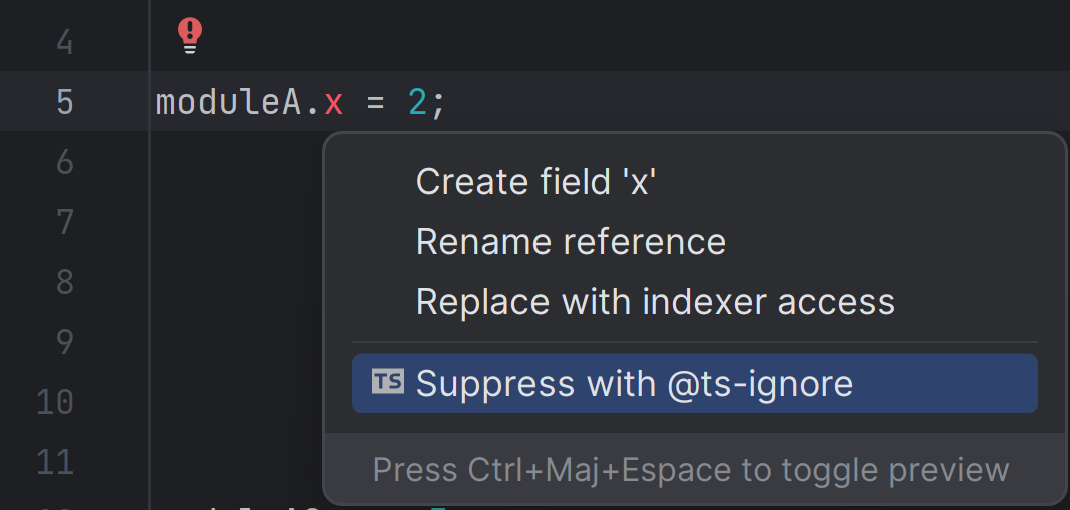 4
5 moduleA.x = 2;
6
Create field 'x'
7
Rename reference
8
Replace with indexer access
9
10
TS Suppress with @ts-ignore
11
Press Ctrl+Maj+Espace to toggle preview